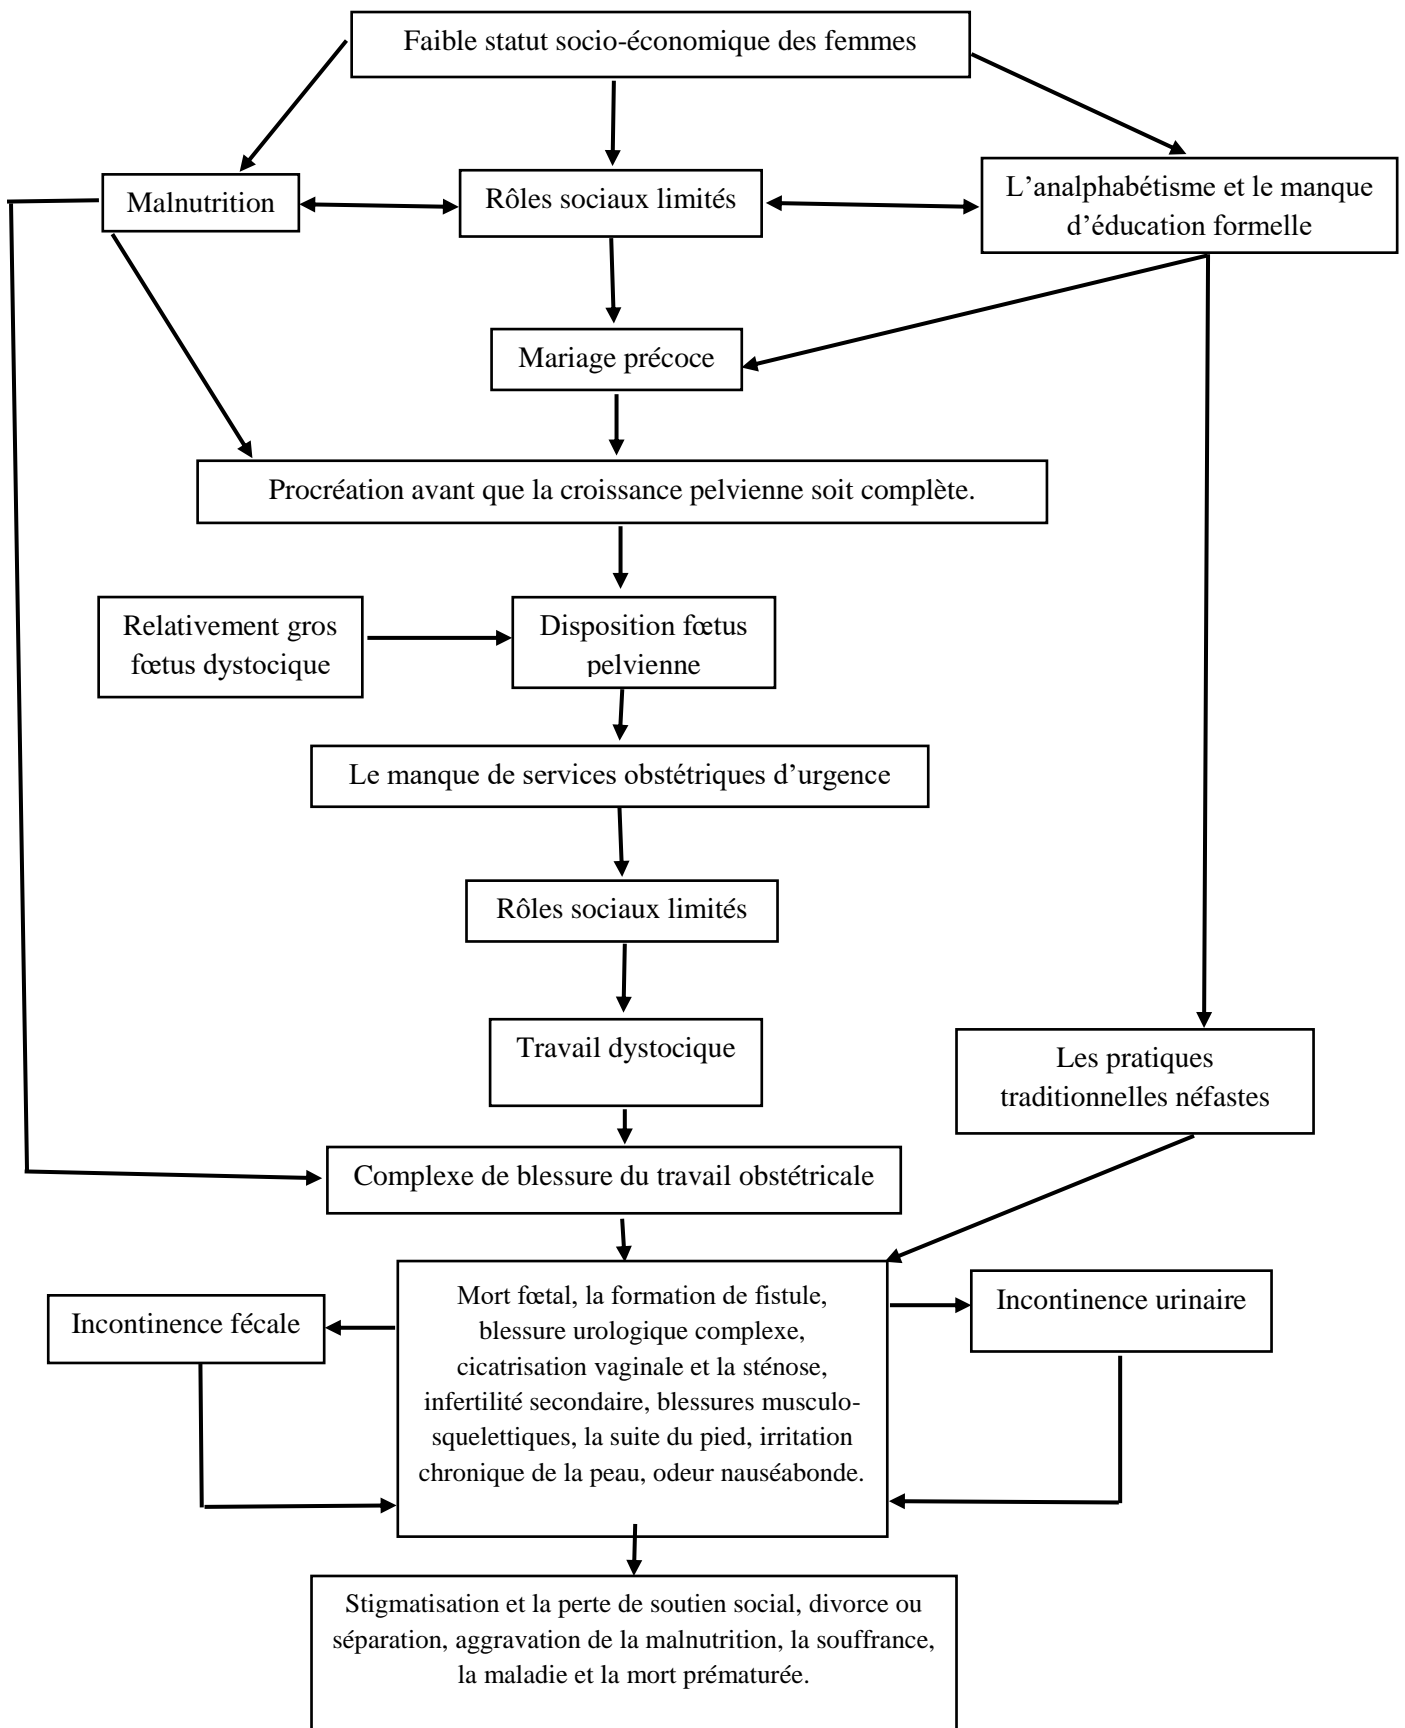 Faible statut socio-économique des femmes
Malnutrition
Rôles sociaux limités
L’analphabétisme et le manque
d’éducation formelle
Mariage précoce
Procréation avant que la croissance pelvienne soit complète.
Relativement gros
fœtus dystocique
Disposition fœtus
pelvienne
Le manque de services obstétriques d’urgence
Rôles sociaux limités
Travail dystocique
Les pratiques
traditionnelles néfastes
Complexe de blessure du travail obstétricale
Incontinence fécale
Mort fœtal, la formation de fistule,
blessure urologique complexe,
cicatrisation vaginale et la sténose,
infertilité secondaire, blessures musculo-
squelettiques, la suite du pied, irritation
chronique de la peau, odeur nauséabonde.
Incontinence urinaire
Stigmatisation et la perte de soutien social, divorce ou
séparation, aggravation de la malnutrition, la souffrance,
la maladie et la mort prématurée.